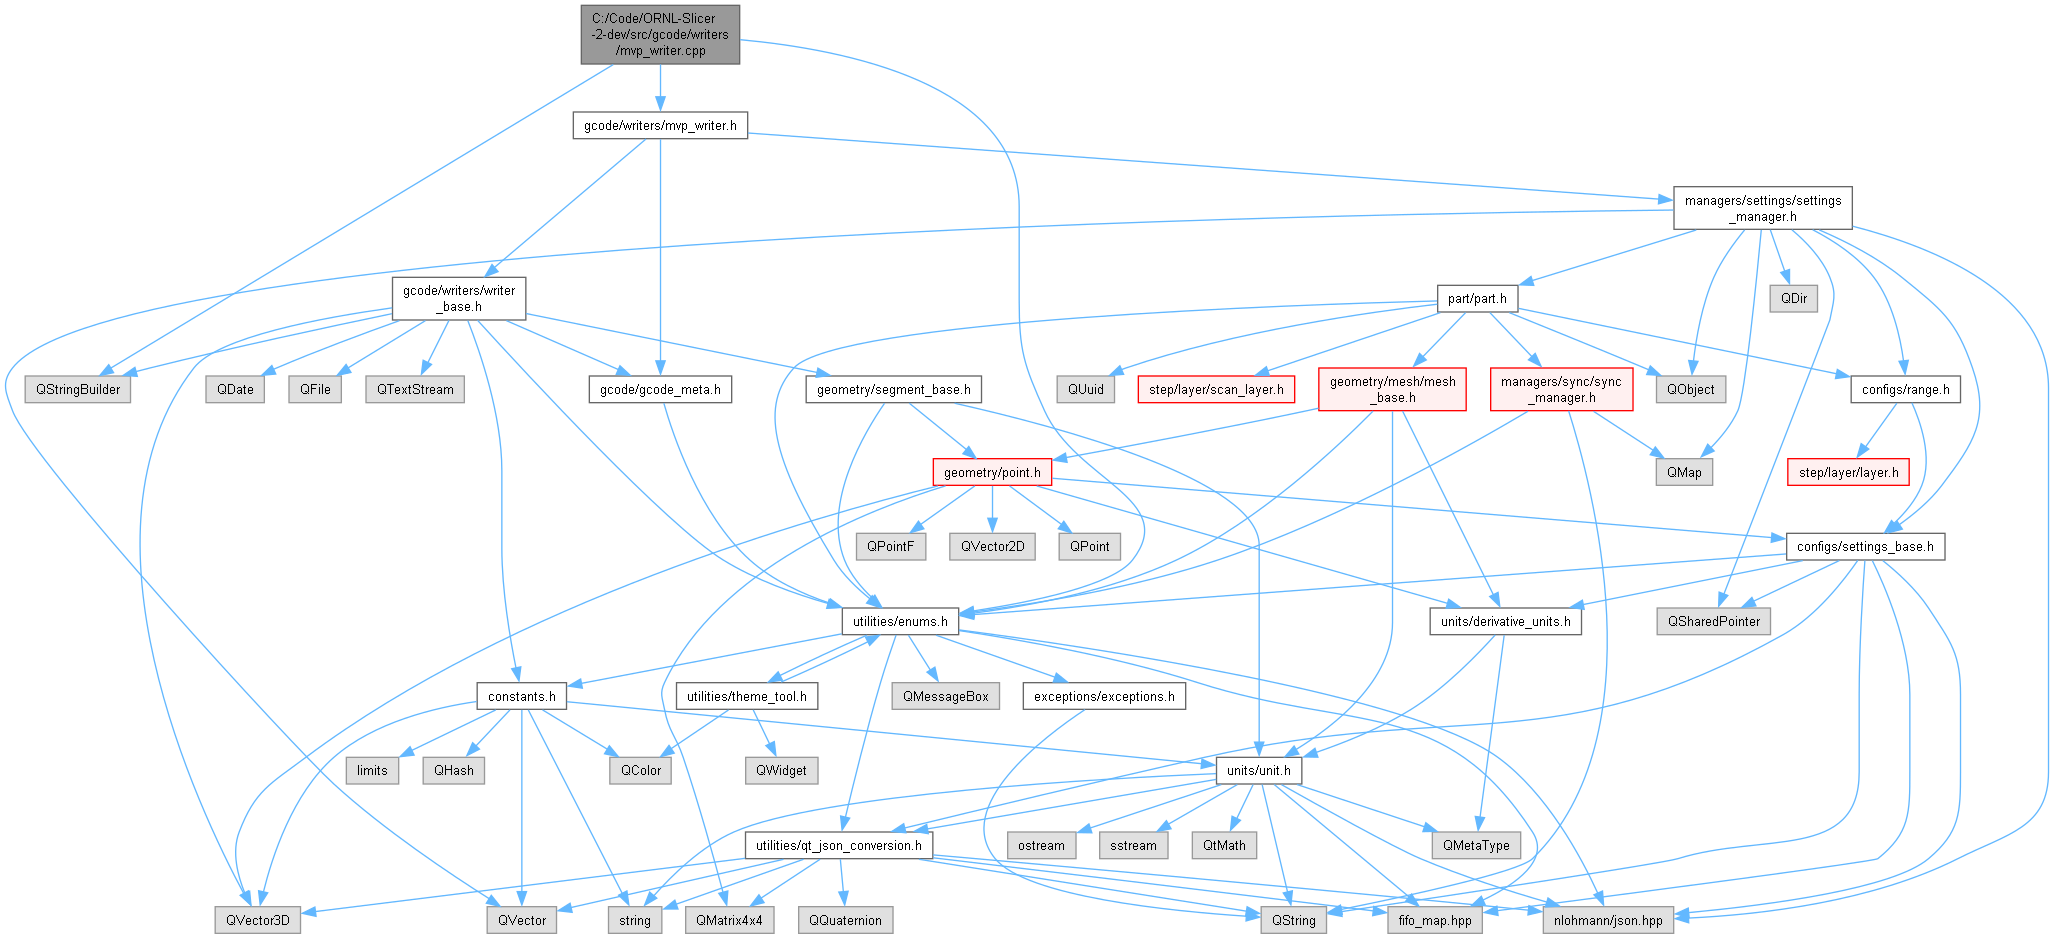 C:/Code/ORNL-Slicer
-2-dev/src/gcode/writers
/mvp_writer.cpp
gcode/writers/mvp_writer.h
managers/settings/settings
_manager.h
gcode/writers/writer
_base.h
part/part.h
QDir
QStringBuilder
QDate
QFile
QTextStream
gcode/gcode_meta.h
geometry/segment_base.h
QUuid
step/layer/scan_layer.h
geometry/mesh/mesh
_base.h
managers/sync/sync
_manager.h
QObject
configs/range.h
geometry/point.h
QMap
step/layer/layer.h
QPointF
QVector2D
QPoint
configs/settings_base.h
utilities/enums.h
units/derivative_units.h
QSharedPointer
constants.h
utilities/theme_tool.h
QMessageBox
exceptions/exceptions.h
limits
QHash
QColor
QWidget
units/unit.h
utilities/qt_json_conversion.h
ostream
sstream
QtMath
QMetaType
QVector3D
QVector
string
QMatrix4x4
QQuaternion
QString
fifo_map.hpp
nlohmann/json.hpp